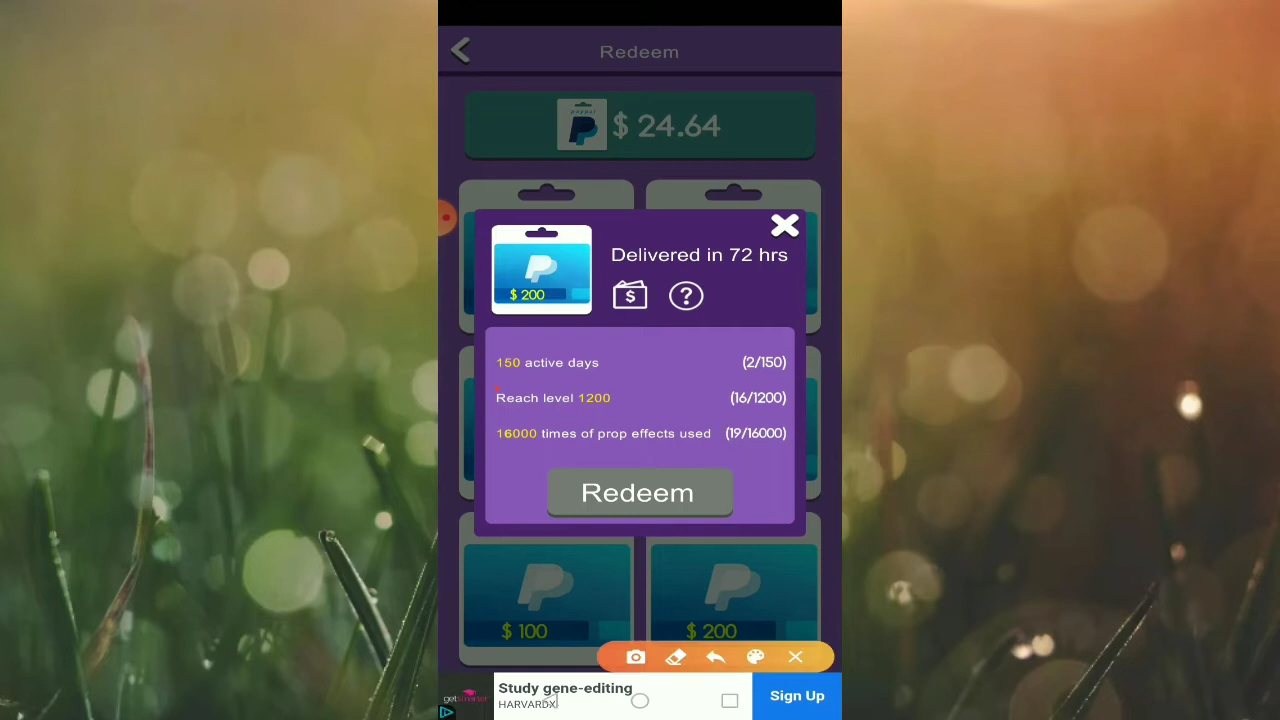 Redeem
$ 24.64
Delivered in 72 hrs
$ 200
150 active days (2/150)
Reach level 1200 (16/1200)
16000 times of prop effects used (19/16000)
Redeem
$ 100
$ 200
getsmarter
Study gene-editing
HARVARDX
Sign Up